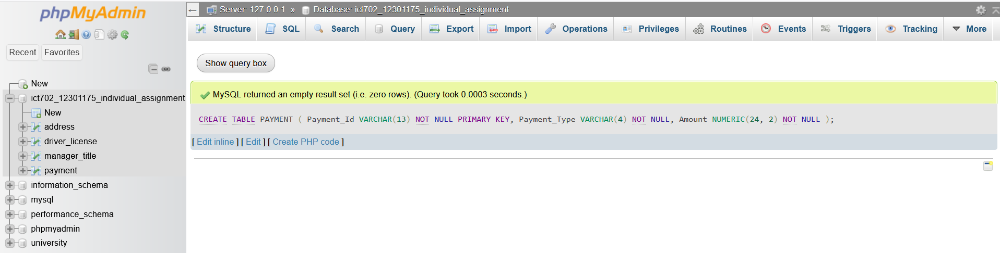 phpMyAdmin
Recent Favorites
New
ict702_12301175_individual_assignment
New
address
driver_license
manager_title
payment
information_schema
mysql
performance_schema
phpmyadmin
university
Server: 127.0.0.1 » Database: ict702_12301175_individual_assignment
Structure SQL Search Query Export Import Operations Privileges Routines Events Triggers Tracking More
Show query box
MySQL returned an empty result set (i.e. zero rows). (Query took 0.0003 seconds.)
CREATE TABLE PAYMENT ( Payment_Id VARCHAR(13) NOT NULL PRIMARY KEY, Payment_Type VARCHAR(4) NOT NULL, Amount NUMERIC(24, 2) NOT NULL );
[ Edit inline ] [ Edit ] [ Create PHP code ]